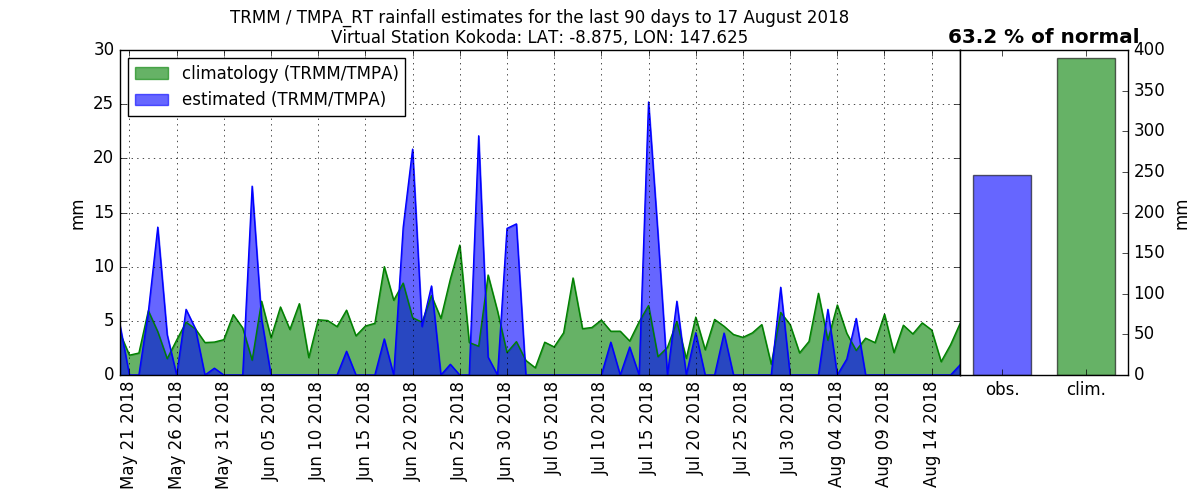 TRMM / TMPA_RT rainfall estimates for the last 90 days to 17 August 2018
Virtual Station Kokoda: LAT: -8.875, LON: 147.625
63.2 % of normal
climatology (TRMM/TMPA)
estimated (TRMM/TMPA)
30
25
20
15
10
5
0
mm
May 21 2018
May 26 2018
May 31 2018
Jun 05 2018
Jun 10 2018
Jun 15 2018
Jun 20 2018
Jun 25 2018
Jun 30 2018
Jul 05 2018
Jul 10 2018
Jul 15 2018
Jul 20 2018
Jul 25 2018
Jul 30 2018
Aug 04 2018
Aug 09 2018
Aug 14 2018
obs.
clim.
400
350
300
250
200
150
100
50
0
mm